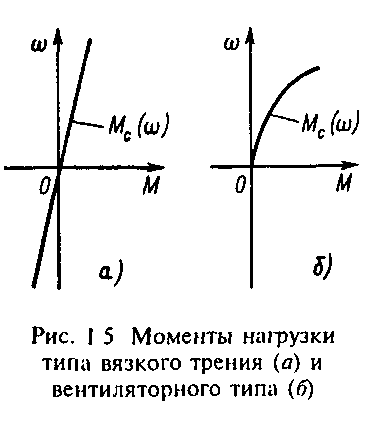 ω
ω
M_c(ω)
M_c(ω)
0
M
0
M
а)
б)
Рис. 1 5 Моменты нагрузки
типа вязкого трения (а) и
вентиляторного типа (б)